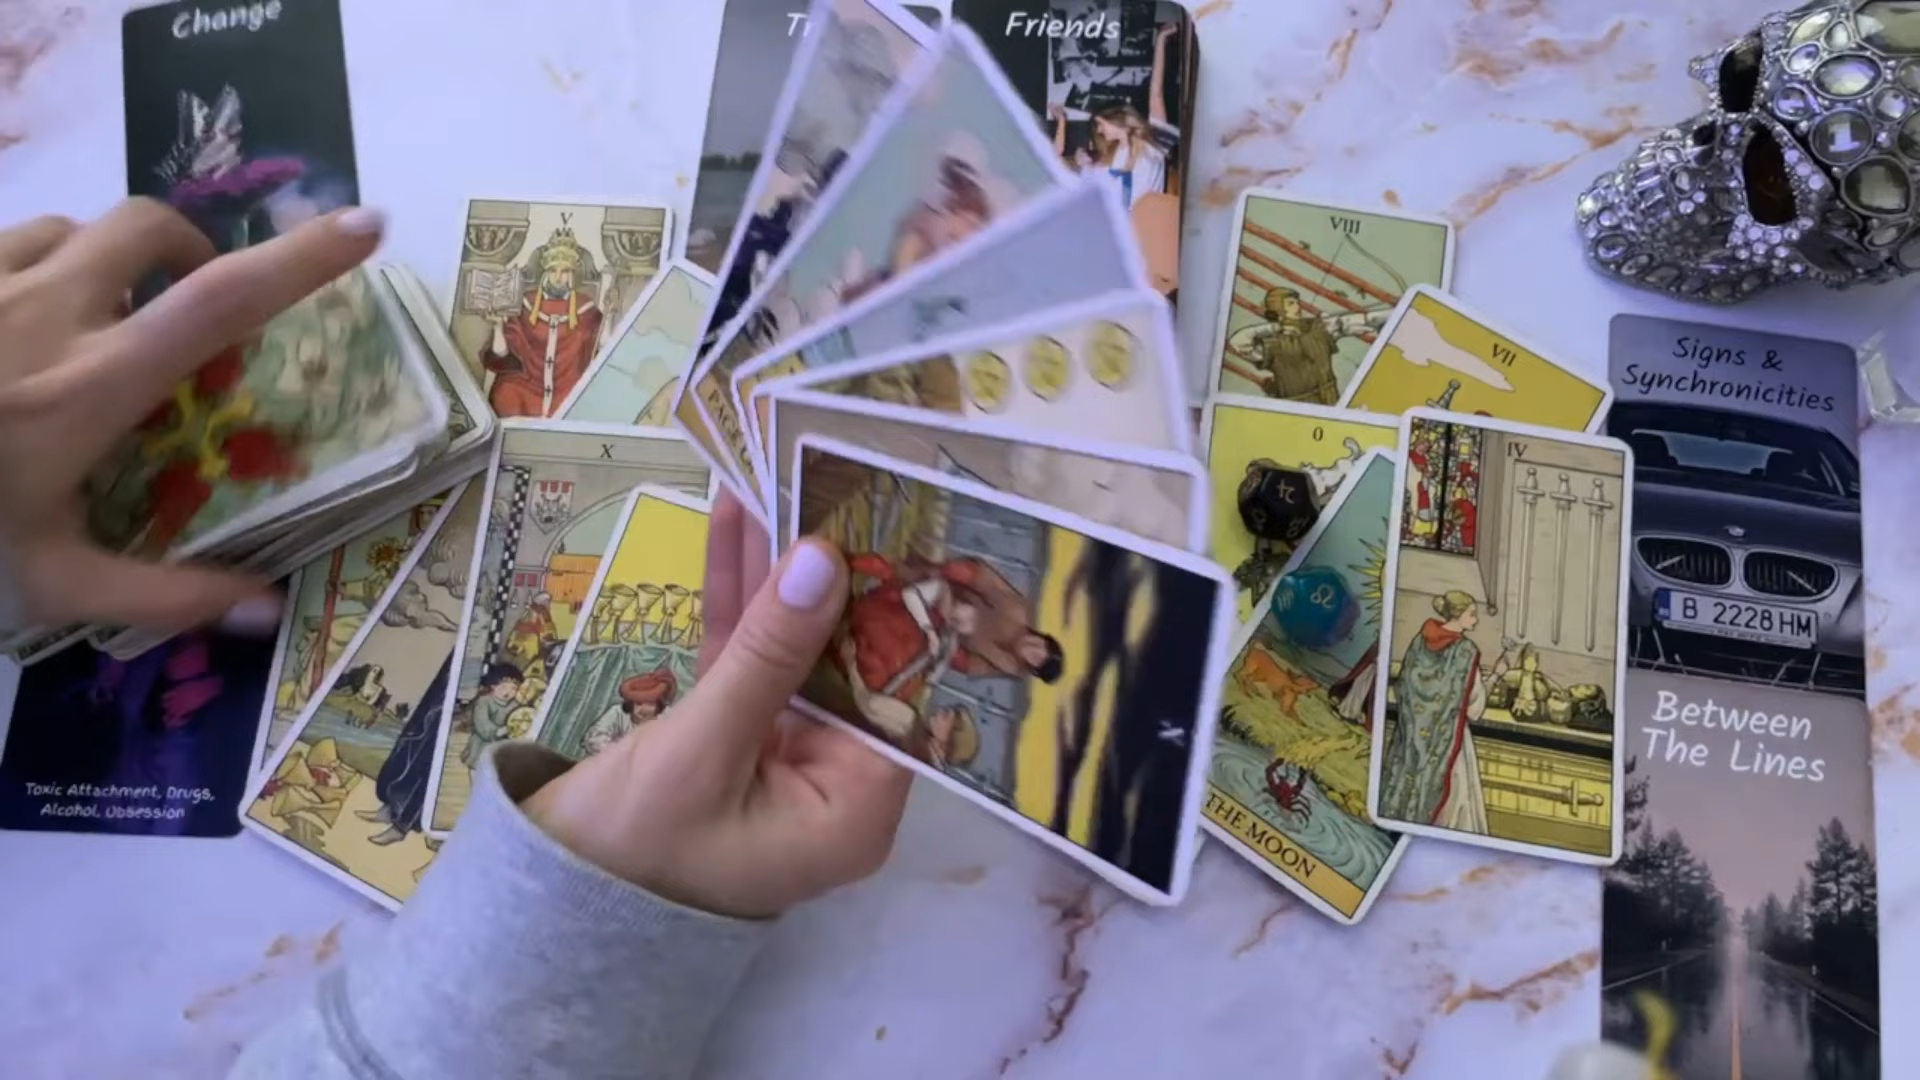 Change
Friends
V
VIII
VII
Signs &
Synchronicities
X
0
IV
B 2228 HM
Between
The Lines
Toxic Attachment, Drugs,
Alcohol, Obsession
THE MOON